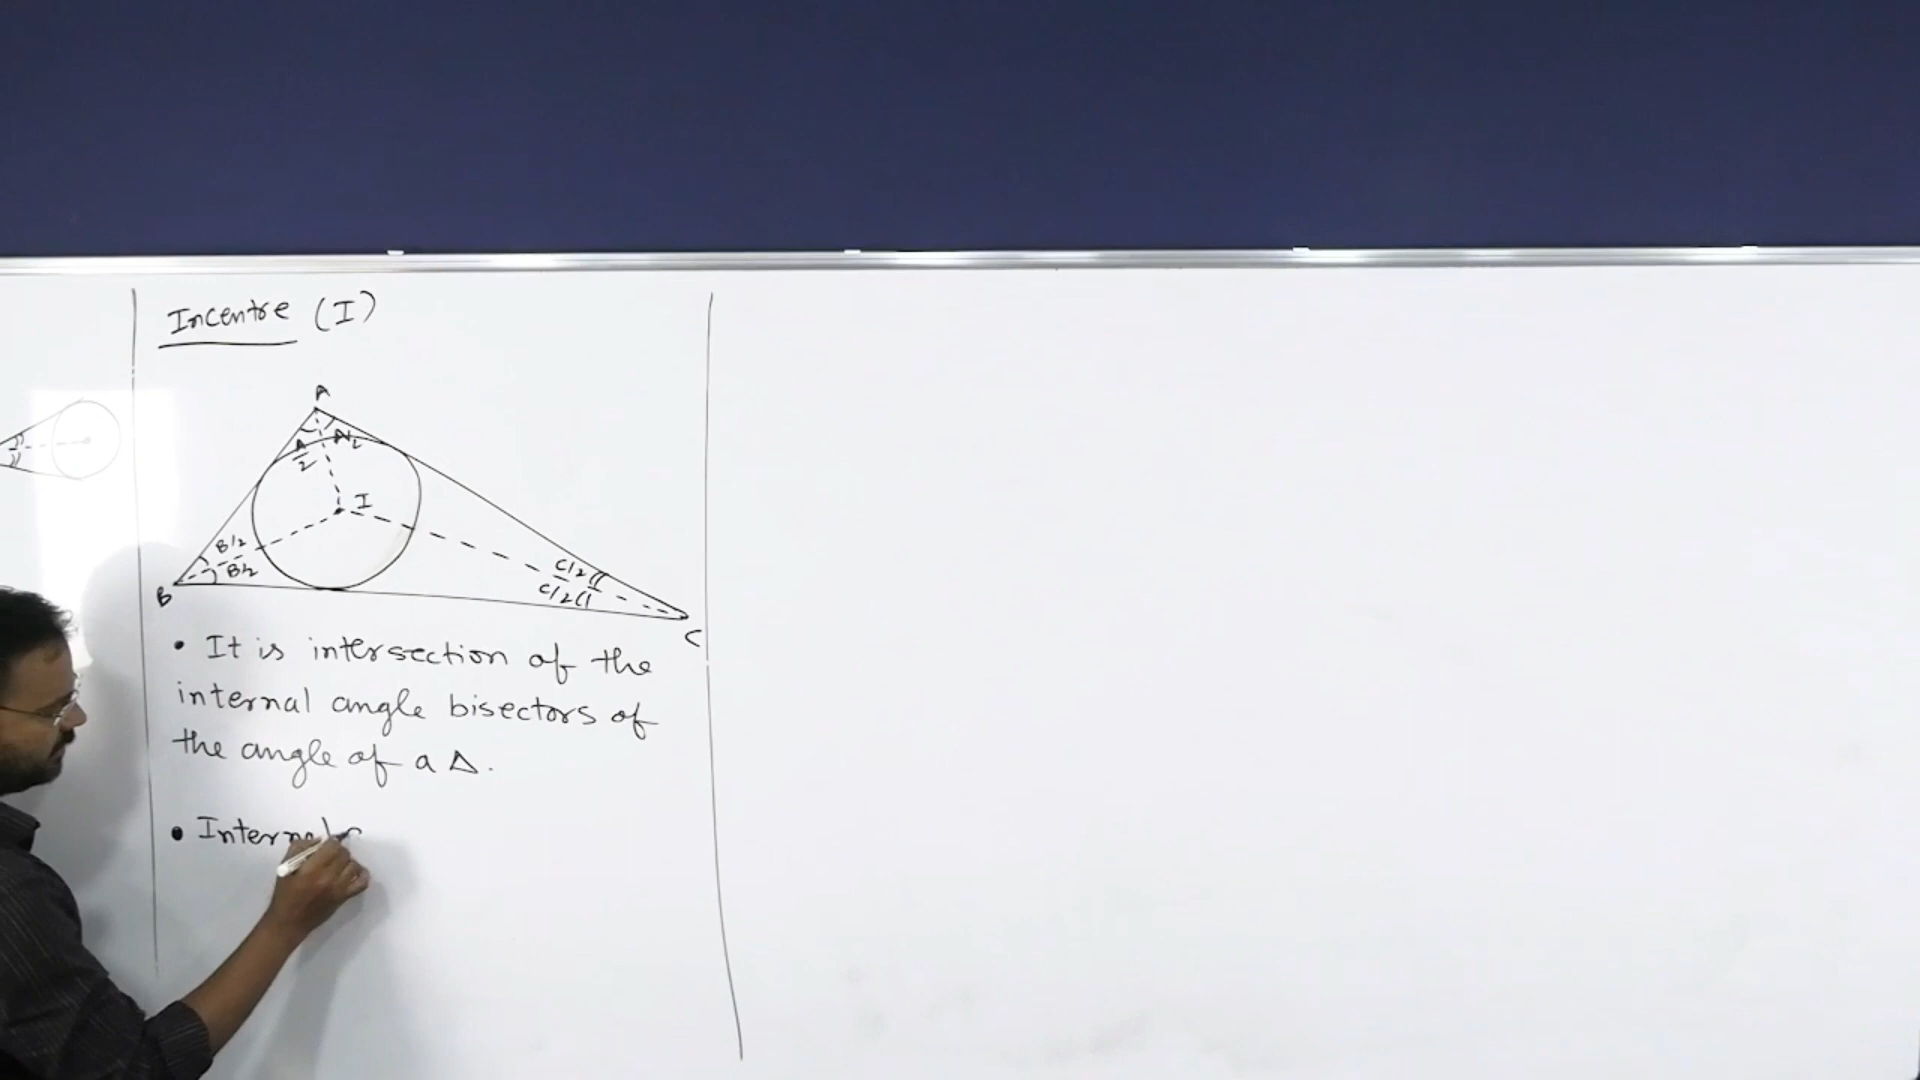 Incentre (I)
A
A/2 A/2
I
B/2
B/2
C/2
C/2
B
C
• It is intersection of the
internal angle bisectors of
the angle of a Δ.
• Internal